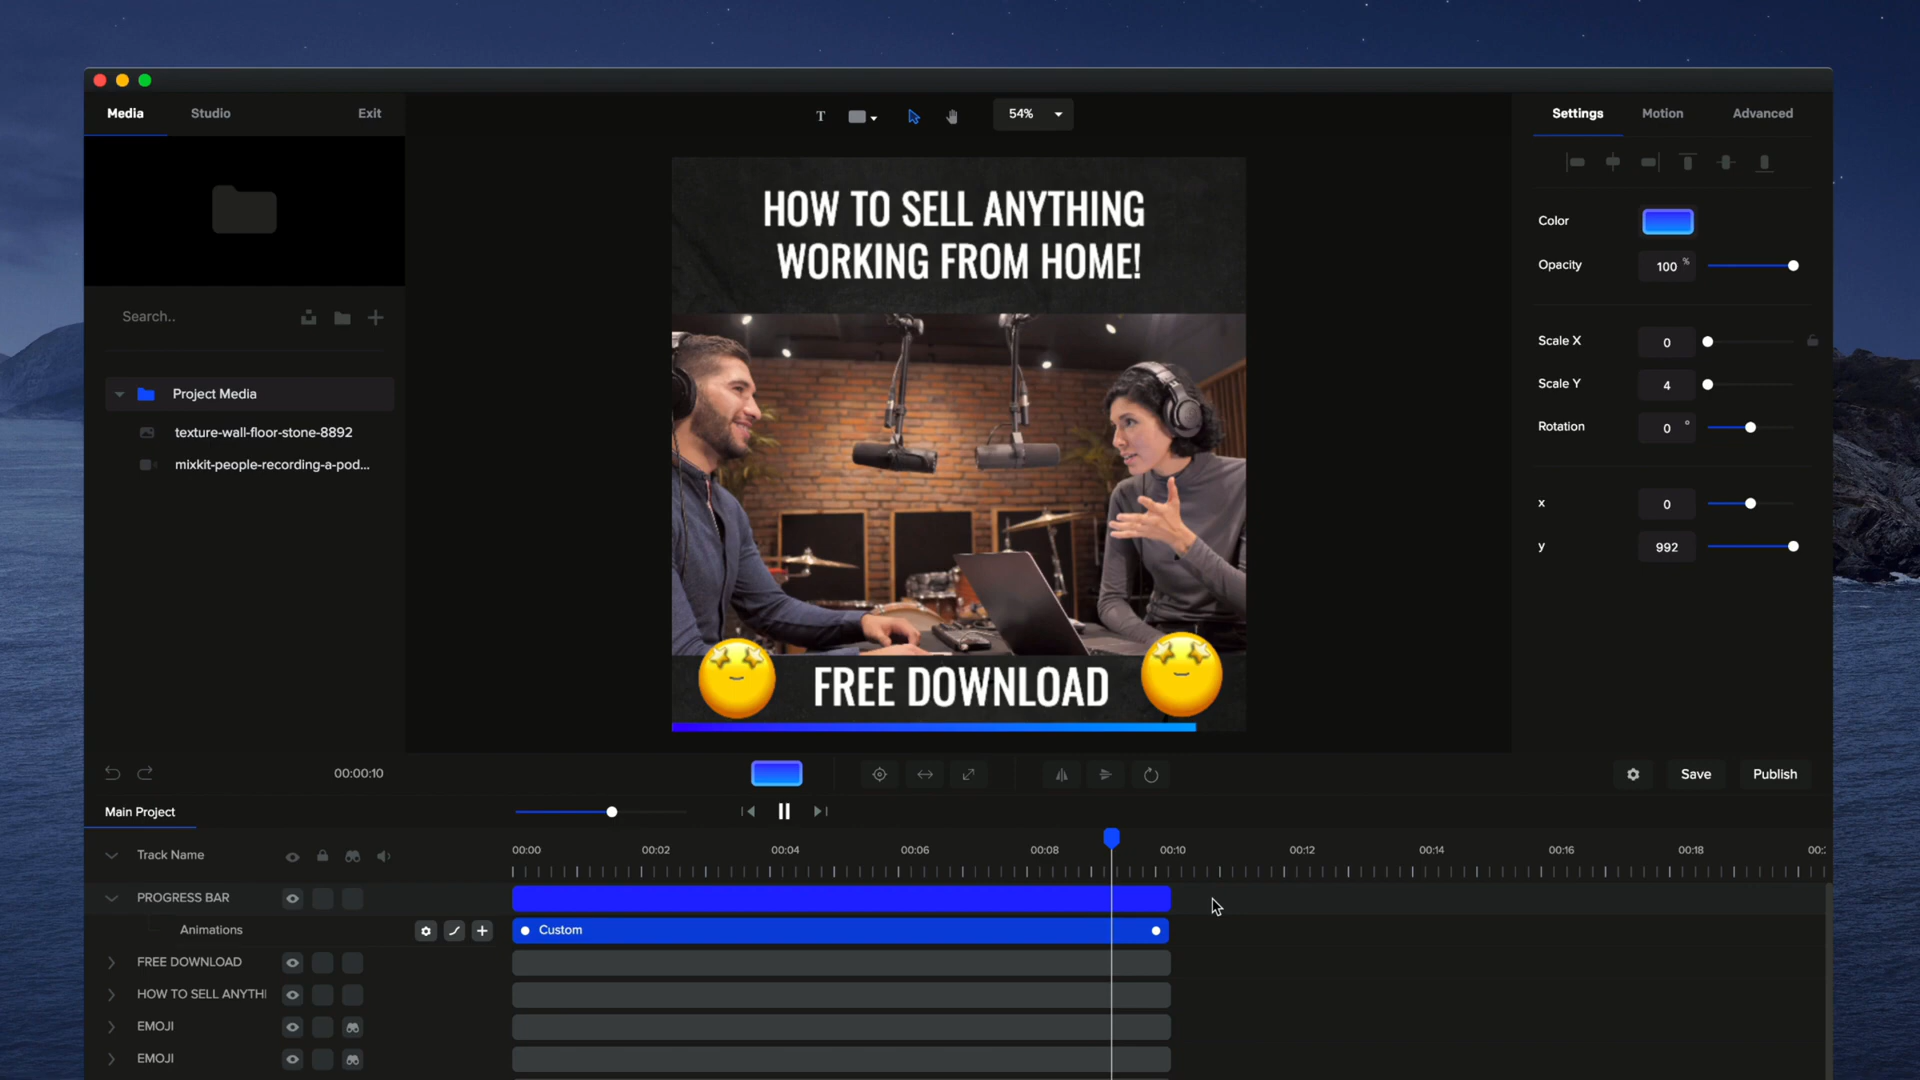 Media
Studio
Exit
T
54%
Settings
Motion
Advanced
HOW TO SELL ANYTHING
WORKING FROM HOME!
Color
Opacity
100 %
Search..
Scale X
0
Scale Y
4
Project Media
Rotation
0 °
texture-wall-floor-stone-8892
mixkit-people-recording-a-pod...
x
0
y
992
FREE DOWNLOAD
00:00:10
Save
Publish
Main Project
Track Name
00:00
00:02
00:04
00:06
00:08
00:10
00:12
00:14
00:16
00:18
PROGRESS BAR
Animations
Custom
FREE DOWNLOAD
HOW TO SELL ANYTHI
EMOJI
EMOJI